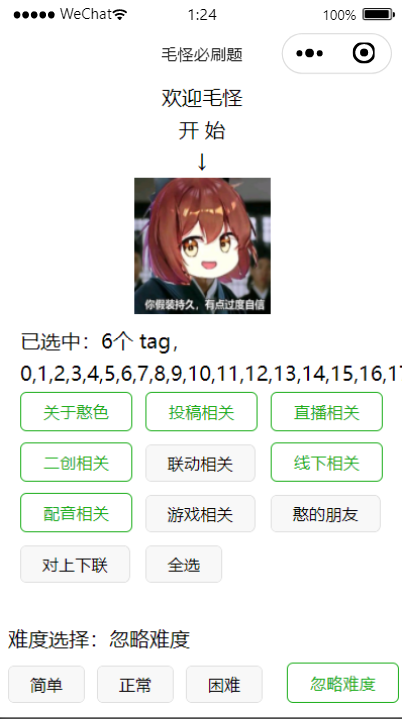 WeChat 1:24 100%
毛怪必刷题
欢迎毛怪
开 始
↓
你假装持久，有点过度自信
已选中：6个 tag，
0,1,2,3,4,5,6,7,8,9,10,11,12,13,14,15,16,17
关于憨色 投稿相关 直播相关
二创相关 联动相关 线下相关
配音相关 游戏相关 憨的朋友
对上下联 全选
难度选择：忽略难度
简单 正常 困难 忽略难度